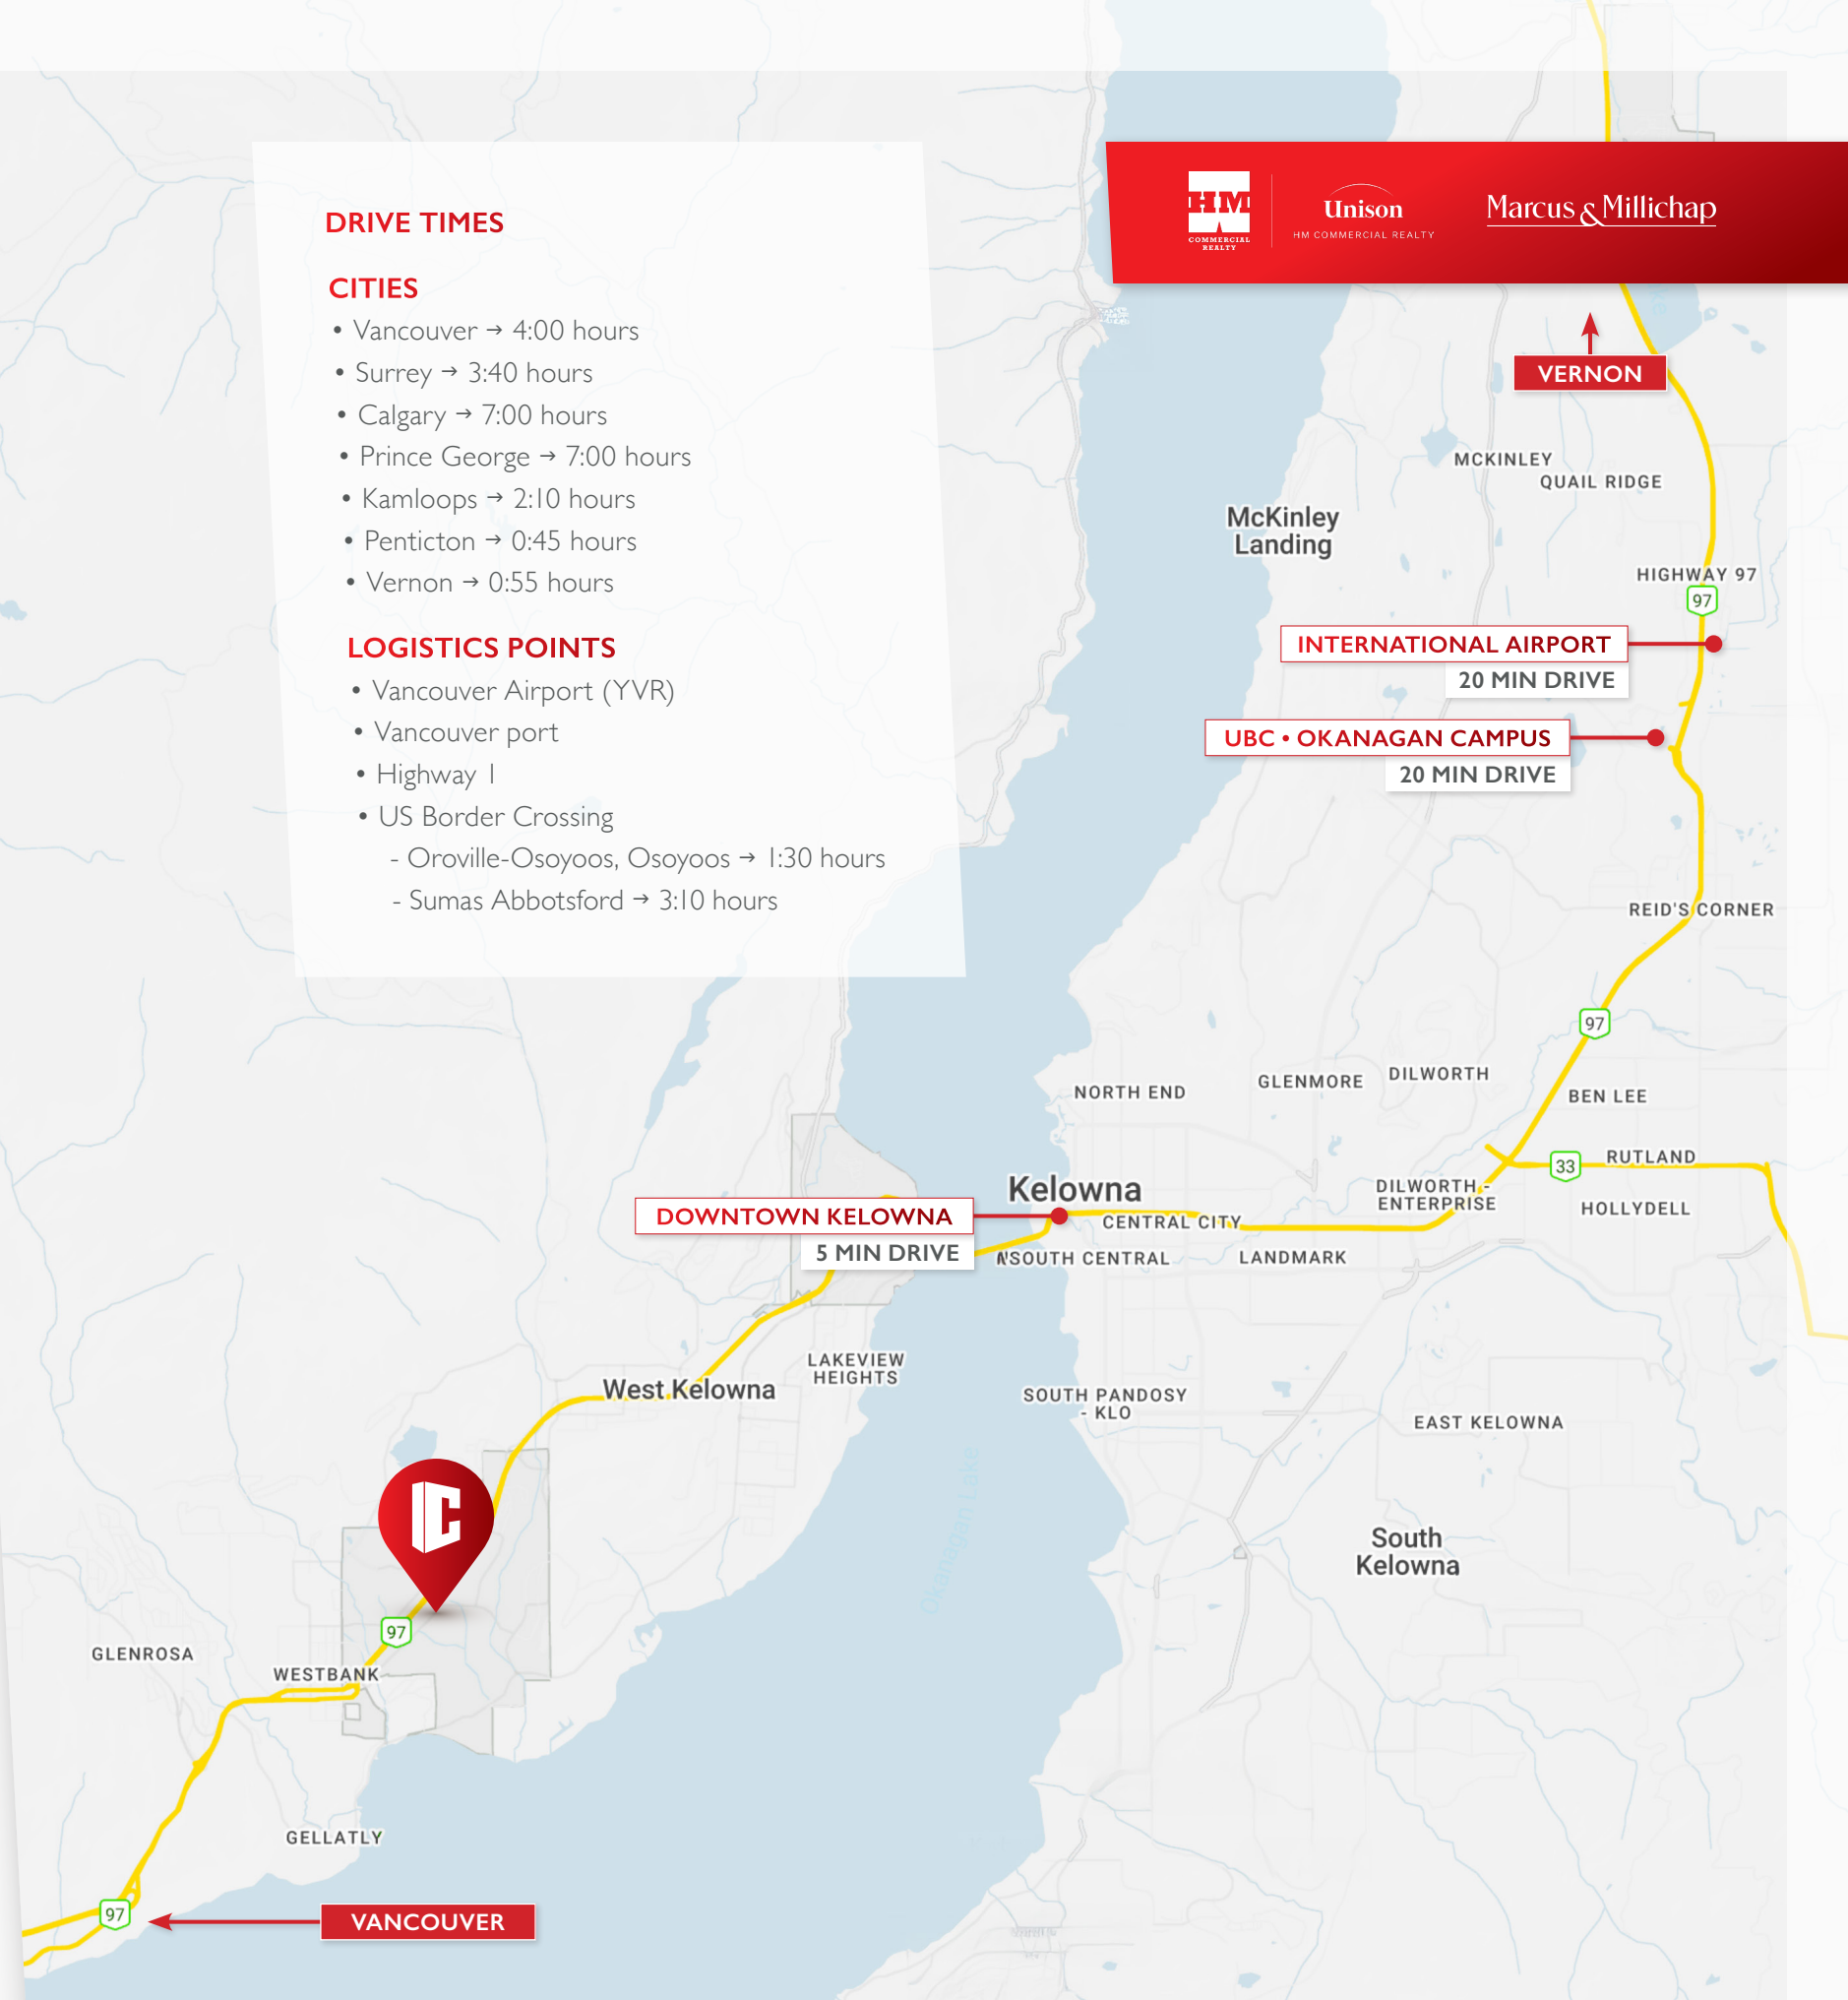 DRIVE TIMES
CITIES
• Vancouver → 4:00 hours
• Surrey → 3:40 hours
• Calgary → 7:00 hours
• Prince George → 7:00 hours
• Kamloops → 2:10 hours
• Penticton → 0:45 hours
• Vernon → 0:55 hours
LOGISTICS POINTS
• Vancouver Airport (YVR)
• Vancouver port
• Highway 1
• US Border Crossing
- Oroville-Osoyoos, Osoyoos → 1:30 hours
- Sumas Abbotsford → 3:10 hours
HM
COMMERCIAL
REALTY
Unison
HM COMMERCIAL REALTY
Marcus & Millichap
VERNON
MCKINLEY
QUAIL RIDGE
McKinley
Landing
HIGHWAY 97
97
INTERNATIONAL AIRPORT
20 MIN DRIVE
UBC • OKANAGAN CAMPUS
20 MIN DRIVE
REID'S CORNER
97
NORTH END
GLENMORE
DILWORTH
BEN LEE
33
RUTLAND
Kelowna
DILWORTH -
ENTERPRISE
HOLLYDELL
DOWNTOWN KELOWNA
5 MIN DRIVE
CENTRAL CITY
SOUTH CENTRAL
LANDMARK
LAKEVIEW
HEIGHTS
West Kelowna
SOUTH PANDOSY
- KLO
EAST KELOWNA
Okanagan Lake
IC
South
Kelowna
97
GLENROSA
WESTBANK
GELLATLY
97
VANCOUVER